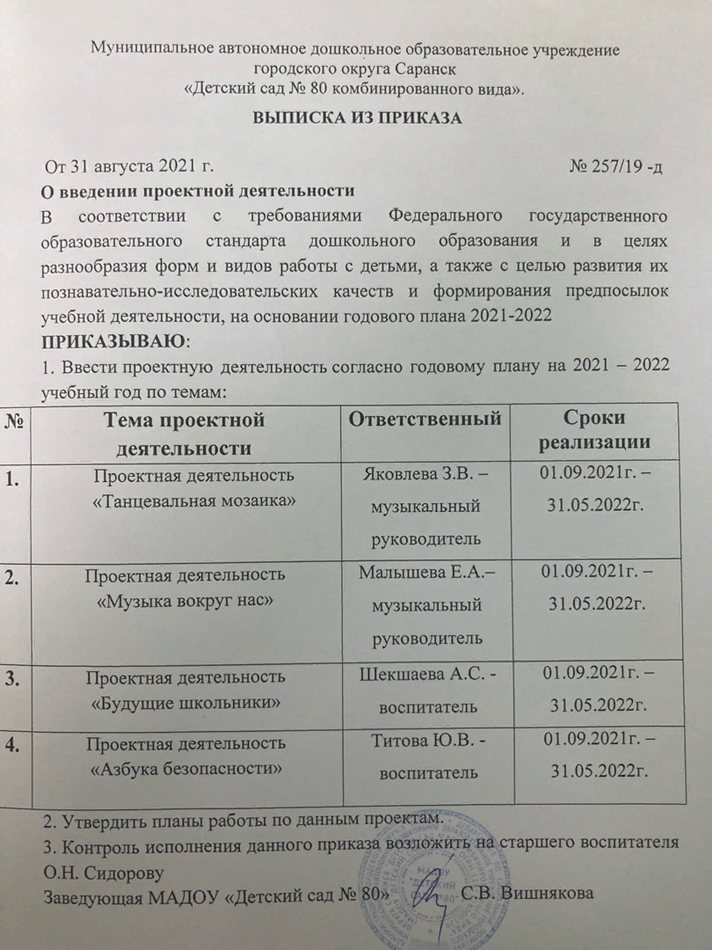 Муниципальное автономное дошкольное образовательное учреждение
городского округа Саранск
«Детский сад № 80 комбинированного вида».
ВЫПИСКА ИЗ ПРИКАЗА
От 31 августа 2021 г. № 257/19 -д
О введении проектной деятельности
В соответствии с требованиями Федерального государственного
образовательного стандарта дошкольного образования и в целях
разнообразия форм и видов работы с детьми, а также с целью развития их
познавательно-исследовательских качеств и формирования предпосылок
учебной деятельности, на основании годового плана 2021-2022
ПРИКАЗЫВАЮ:
1. Ввести проектную деятельность согласно годовому плану на 2021 – 2022
учебный год по темам:
№ Тема проектной Ответственный Сроки
деятельности реализации
1. Проектная деятельность Яковлева З.В. – 01.09.2021г. –
«Танцевальная мозаика» музыкальный 31.05.2022г.
руководитель
2. Проектная деятельность Малышева Е.А.– 01.09.2021г. –
«Музыка вокруг нас» музыкальный 31.05.2022г.
руководитель
3. Проектная деятельность Шекшаева А.С. - 01.09.2021г. –
«Будущие школьники» воспитатель 31.05.2022г.
4. Проектная деятельность Титова Ю.В. - 01.09.2021г. –
«Азбука безопасности» воспитатель 31.05.2022г.
2. Утвердить планы работы по данным проектам.
3. Контроль исполнения данного приказа возложить на старшего воспитателя
О.Н. Сидорову
Заведующая МАДОУ «Детский сад № 80» С.В. Вишнякова
МАДОУ
"ДЕТСКИЙ